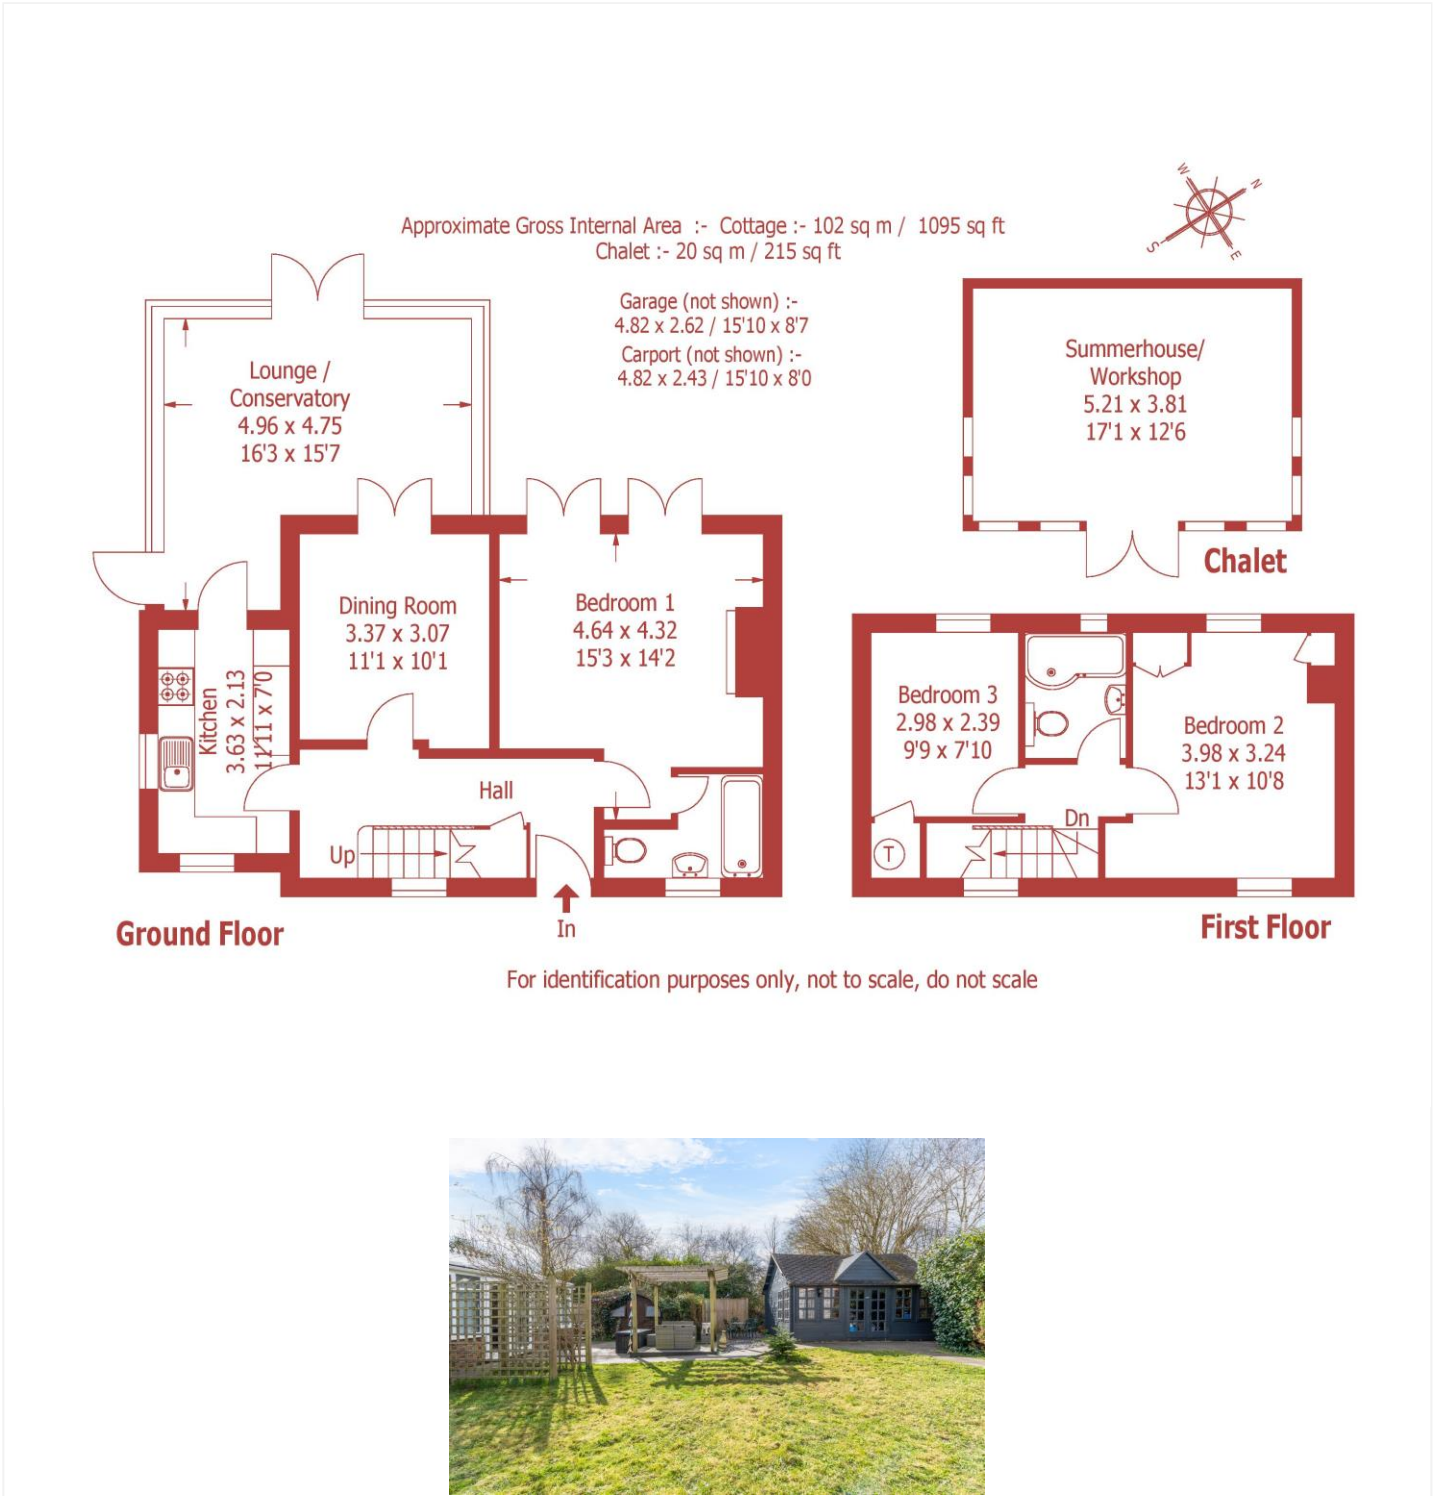 Approximate Gross Internal Area :- Cottage :- 102 sq m / 1095 sq ft
Chalet :- 20 sq m / 215 sq ft
Garage (not shown) :-
4.82 x 2.62 / 15'10 x 8'7
Carport (not shown) :-
4.82 x 2.43 / 15'10 x 8'0
W
N
S
E
Lounge /
Conservatory
4.96 x 4.75
16'3 x 15'7
Summerhouse/
Workshop
5.21 x 3.81
17'1 x 12'6
Chalet
Dining Room
3.37 x 3.07
11'1 x 10'1
Bedroom 1
4.64 x 4.32
15'3 x 14'2
Kitchen
3.63 x 2.13
11'11 x 7'0
Hall
Up
In
Ground Floor
Bedroom 3
2.98 x 2.39
9'9 x 7'10
Bedroom 2
3.98 x 3.24
13'1 x 10'8
Dn
T
First Floor
For identification purposes only, not to scale, do not scale